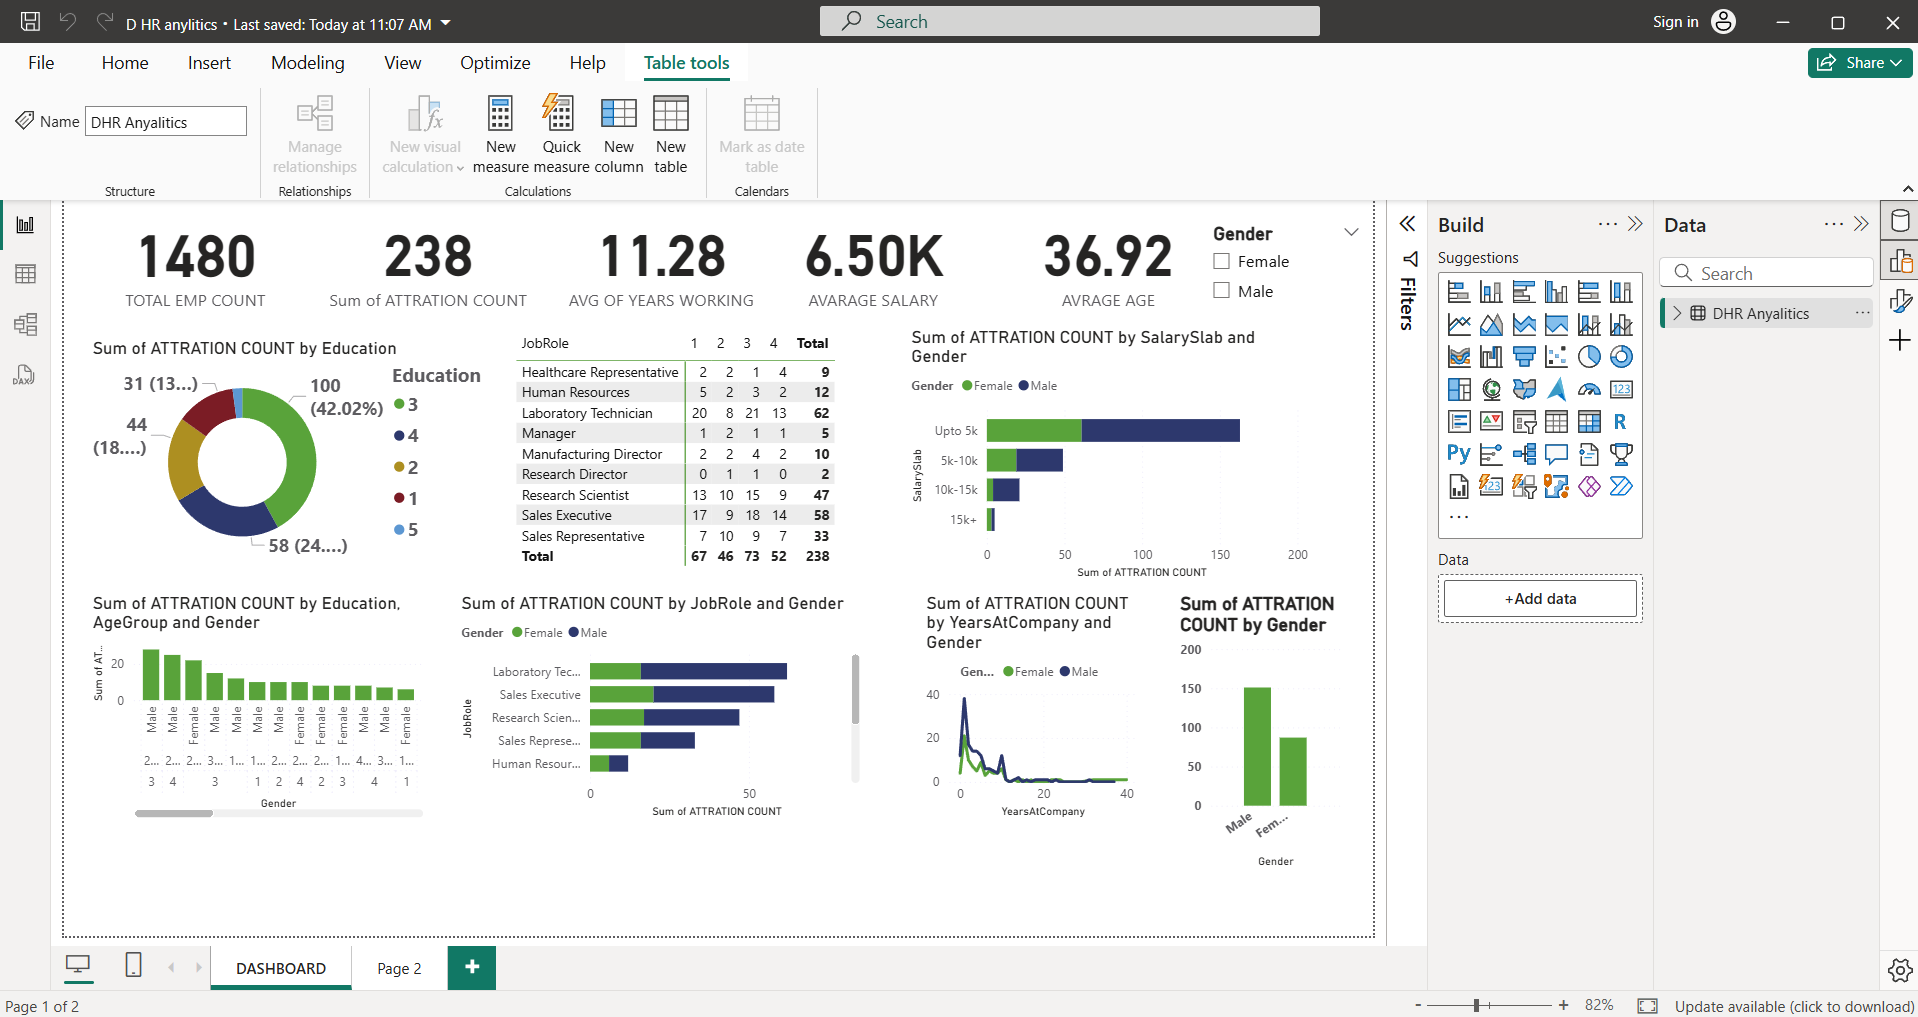 D HR anylitics • Last saved: Today at 11:07 AM
Search
Sign in
File Home Insert Modeling View Optimize Help Table tools
Share
Name DHR Anyalitics
Manage relationships
New visual calculation
New measure
Quick measure
New column
New table
Mark as date table
Structure Relationships Calculations Calendars
1480
TOTAL EMP COUNT
238
Sum of ATTRATION COUNT
11.28
AVG OF YEARS WORKING
6.50K
AVARAGE SALARY
36.92
AVRAGE AGE
Gender
Female
Male
Sum of ATTRATION COUNT by Education
31 (13...)
100
(42.02%)
44
(18....)
58 (24....)
Education
3
4
2
1
5
JobRole 1 2 3 4 Total
Healthcare Representative 2 2 1 4 9
Human Resources 5 2 3 2 12
Laboratory Technician 20 8 21 13 62
Manager 1 2 1 1 5
Manufacturing Director 2 2 4 2 10
Research Director 0 1 1 0 2
Research Scientist 13 10 15 9 47
Sales Executive 17 9 18 14 58
Sales Representative 7 10 9 7 33
Total 67 46 73 52 238
Sum of ATTRATION COUNT by SalarySlab and
Gender
Gender Female Male
SalarySlab
Upto 5k
5k-10k
10k-15k
15k+
0 50 100 150 200
Sum of ATTRATION COUNT
Sum of ATTRATION COUNT by Education,
AgeGroup and Gender
Sum of AT...
20
0
Male Male Female Male Male Male Male Female Female Female Male Male Female
2... 2... 2... 3... 1... 1... 2... 2... 2... 1... 4... 3... 1...
3 4 3 1 2 4 2 3 4 1
Gender
Sum of ATTRATION COUNT by JobRole and Gender
Gender Female Male
JobRole
Laboratory Tec...
Sales Executive
Research Scien...
Sales Represe...
Human Resour...
0 50
Sum of ATTRATION COUNT
Sum of ATTRATION COUNT
by YearsAtCompany and
Gender
Gen... Female Male
40
20
0
0 20 40
YearsAtCompany
Sum of ATTRATION
COUNT by Gender
200
150
100
50
0
Male Fem...
Gender
Filters
Build
Suggestions
123
R
Py
Data
+Add data
Data
Search
DHR Anyalitics
DAX
DASHBOARD Page 2
Page 1 of 2
- + 82%
Update available (click to download)